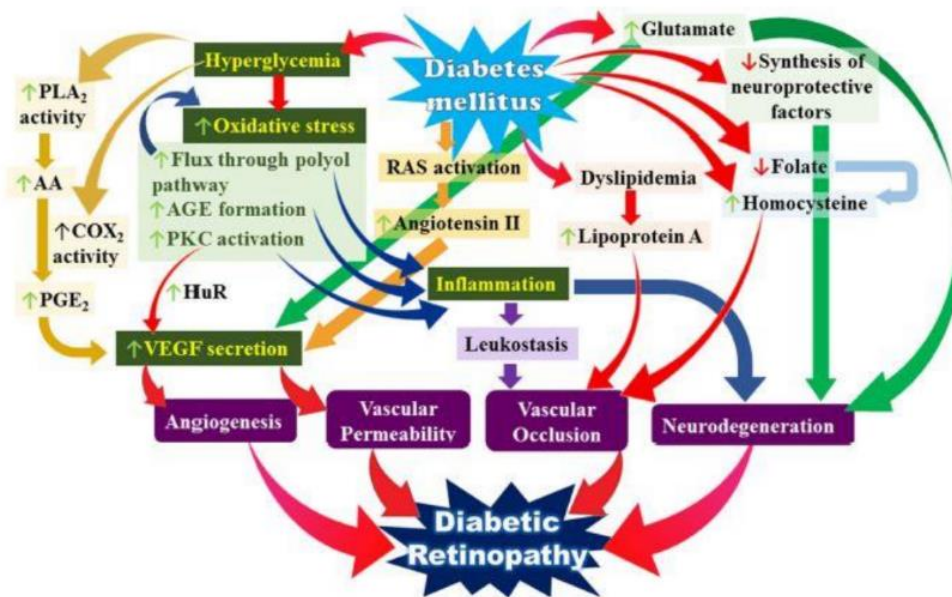 ↑Glutamate
Hyperglycemia
Diabetes
mellitus
↓Synthesis of
neuroprotective
factors
↑PLA₂
activity
↑Oxidative stress
↑Flux through polyol
pathway
↑AGE formation
↑PKC activation
RAS activation
Dyslipidemia
↓Folate
↑AA
↑Homocysteine
↑COX₂
activity
↑Angiotensin II
↑Lipoprotein A
↑PGE₂
↑HuR
Inflammation
↑VEGF secretion
Leukostasis
Angiogenesis
Vascular
Permeability
Vascular
Occlusion
Neurodegeneration
Diabetic
Retinopathy